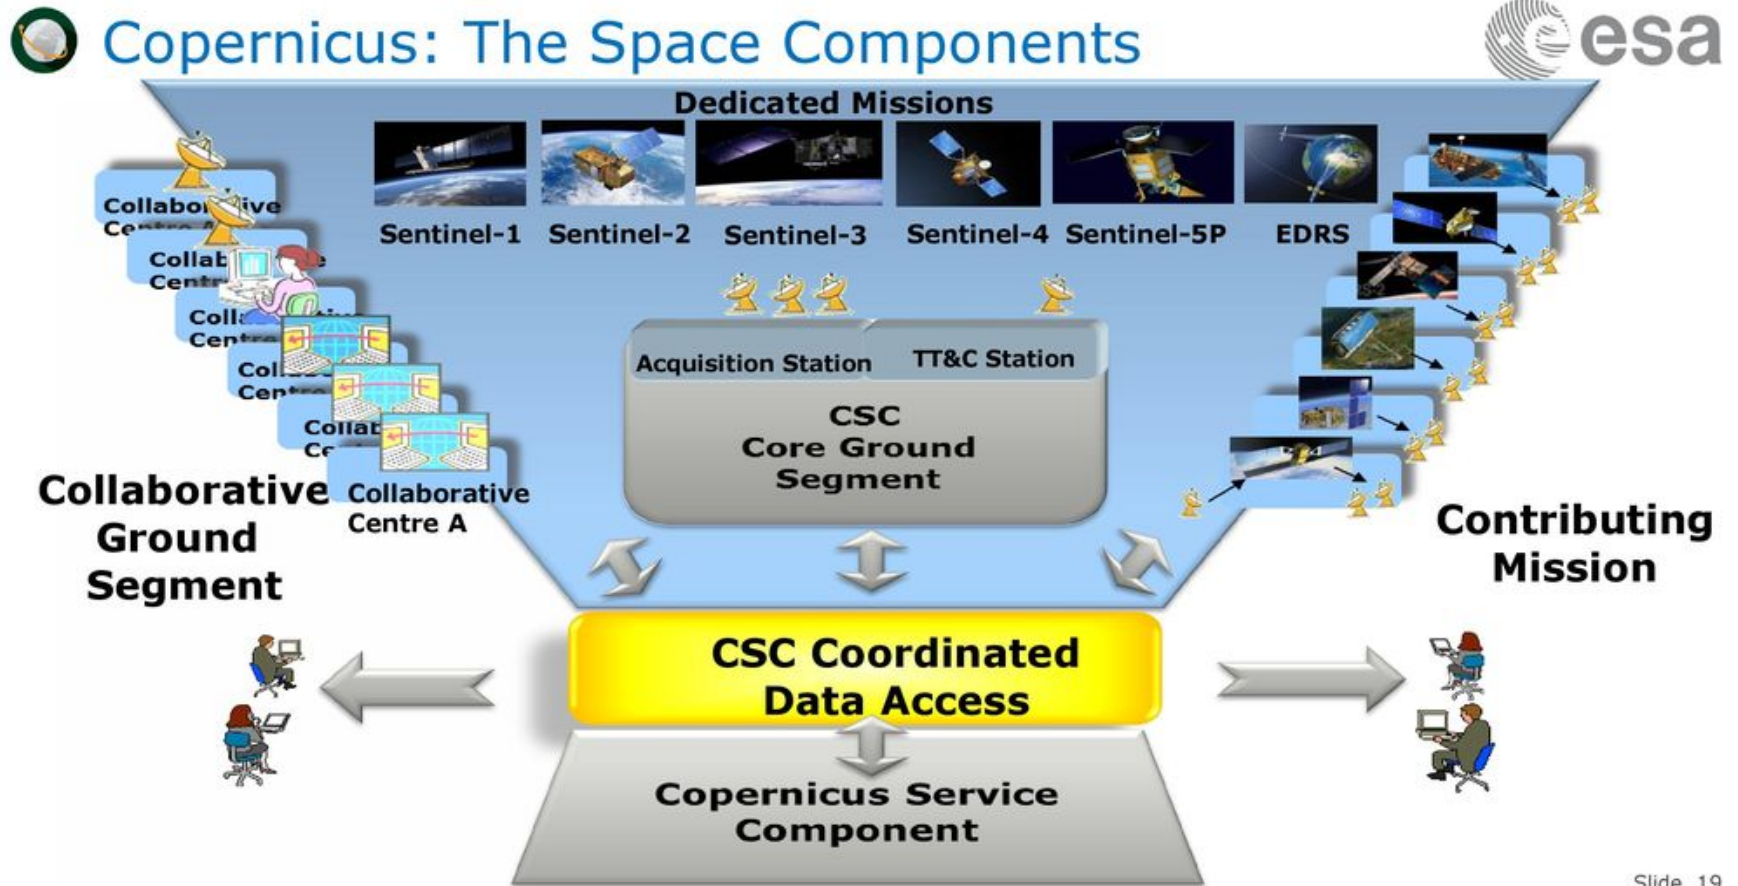 Copernicus: The Space Components
esa
Dedicated Missions
Sentinel-1
Sentinel-2
Sentinel-3
Sentinel-4
Sentinel-5P
EDRS
Acquisition Station
TT&C Station
CSC
Core Ground
Segment
Collaborative
Ground
Segment
Collaborative
Centre A
Contributing
Mission
CSC Coordinated
Data Access
Copernicus Service
Component
Slide 19